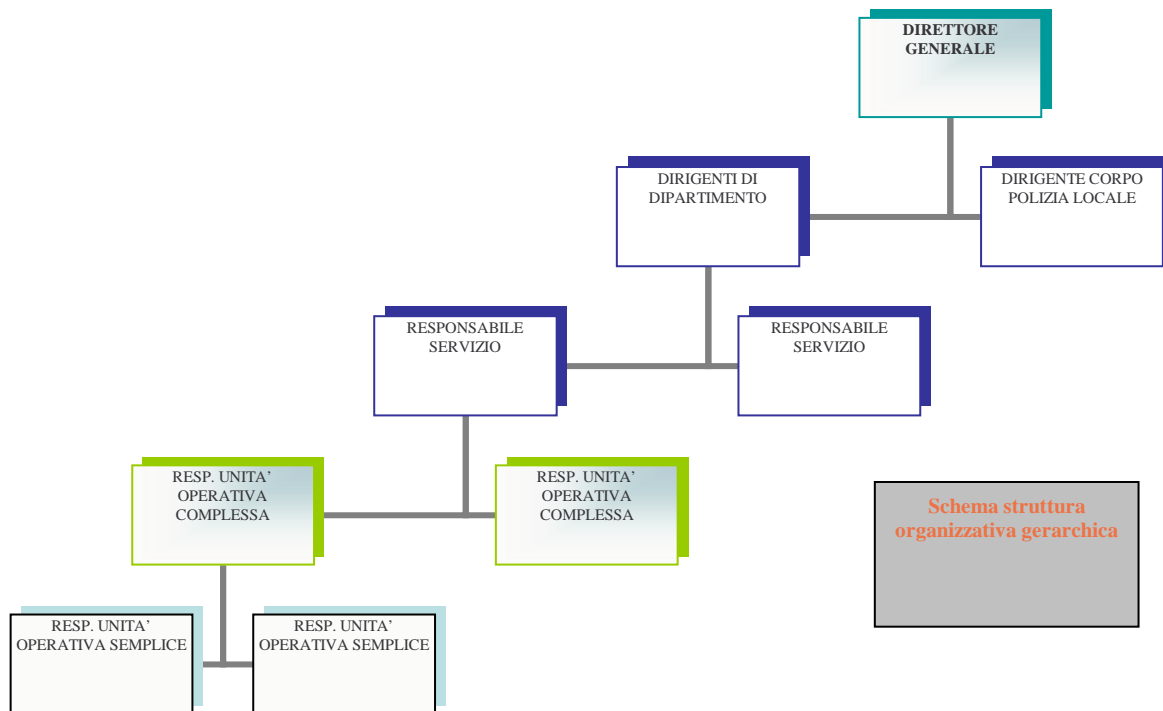 DIRETTORE
GENERALE
DIRIGENTI DI
DIPARTIMENTO
DIRIGENTE CORPO
POLIZIA LOCALE
RESPONSABILE
SERVIZIO
RESPONSABILE
SERVIZIO
RESP. UNITA’
OPERATIVA
COMPLESSA
RESP. UNITA’
OPERATIVA
COMPLESSA
Schema struttura
organizzativa gerarchica
RESP. UNITA’
OPERATIVA SEMPLICE
RESP. UNITA’
OPERATIVA SEMPLICE